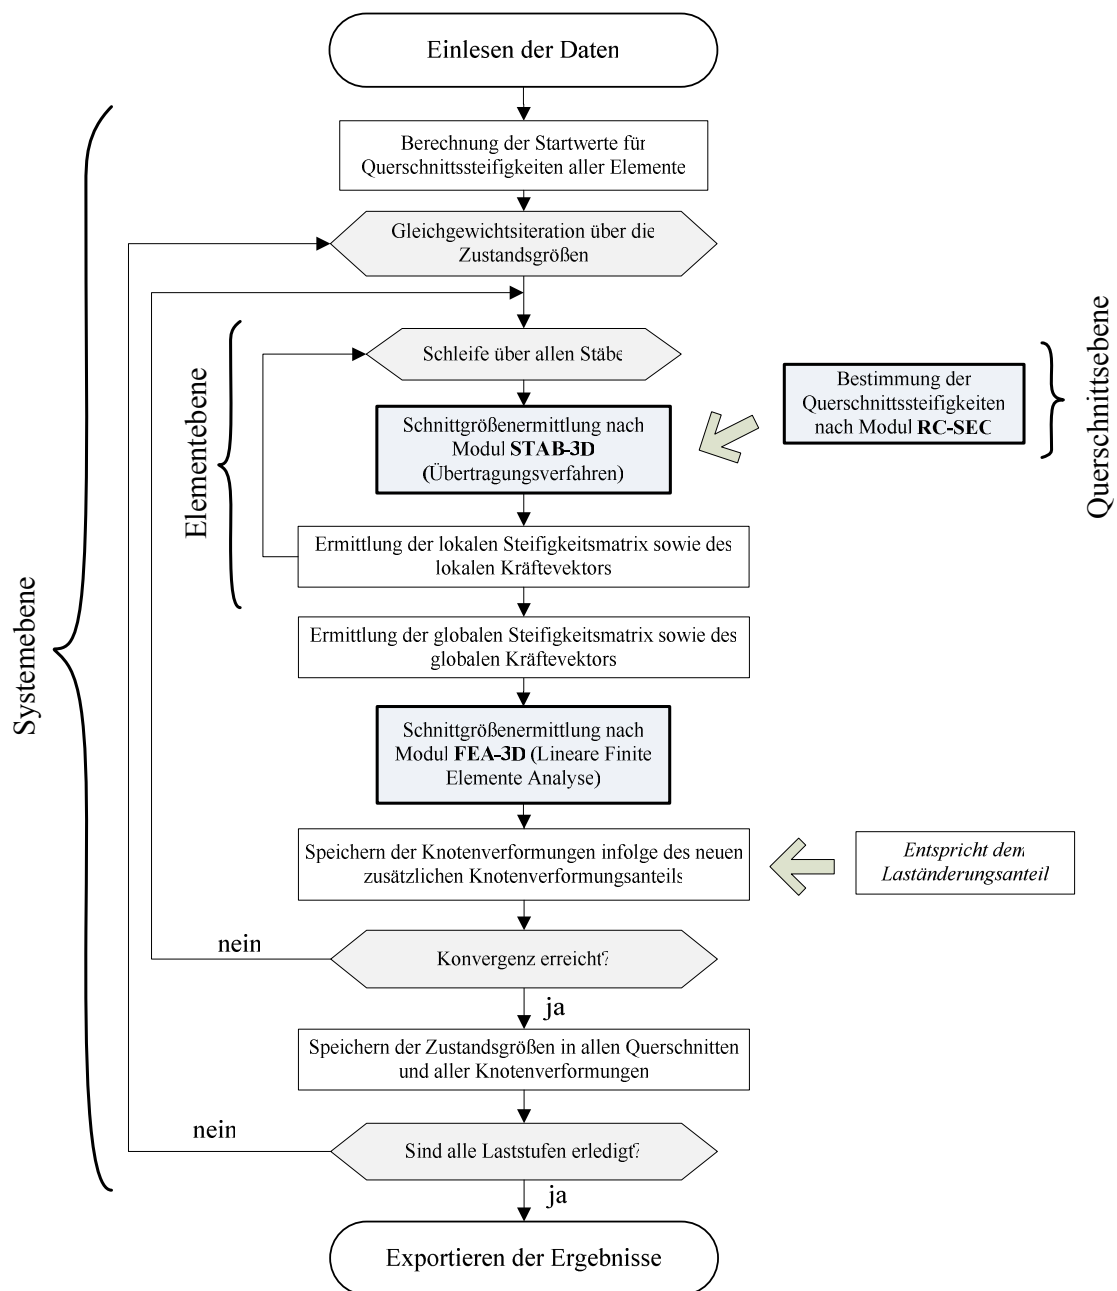 Einlesen der Daten
Berechnung der Startwerte für
Querschnittssteifigkeiten aller Elemente
Gleichgewichtsiteration über die
Zustandsgrößen
Schleife über allen Stäbe
Schnittgrößenermittlung nach
Modul STAB-3D
(Übertragungsverfahren)
Bestimmung der
Querschnittssteifigkeiten
nach Modul RC-SEC
Querschnittsebene
Elementebene
Systemebene
Ermittlung der lokalen Steifigkeitsmatrix sowie des
lokalen Kräftevektors
Ermittlung der globalen Steifigkeitsmatrix sowie des
globalen Kräftevektors
Schnittgrößenermittlung nach
Modul FEA-3D (Lineare Finite
Elemente Analyse)
Speichern der Knotenverformungen infolge des neuen
zusätzlichen Knotenverformungsanteils
Entspricht dem
Laständerungsanteil
nein
Konvergenz erreicht?
ja
Speichern der Zustandsgrößen in allen Querschnitten
und aller Knotenverformungen
nein
Sind alle Laststufen erledigt?
ja
Exportieren der Ergebnisse